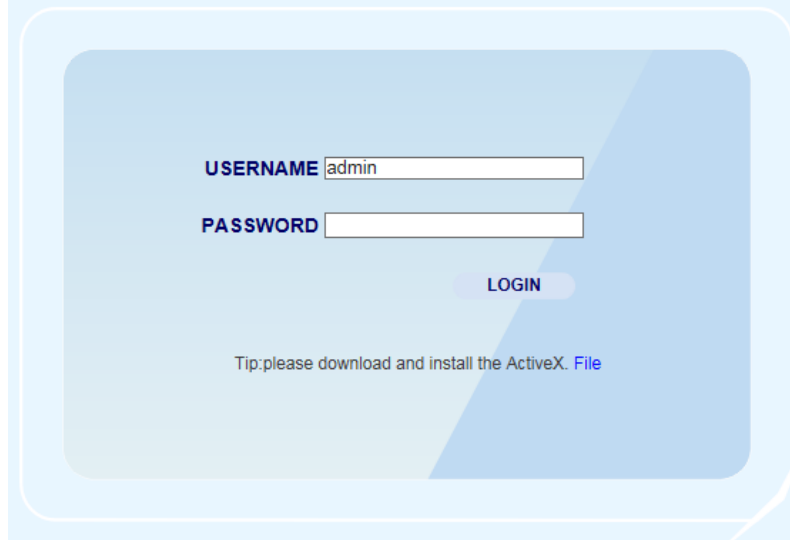 USERNAME admin
PASSWORD
LOGIN
Tip:please download and install the ActiveX. File